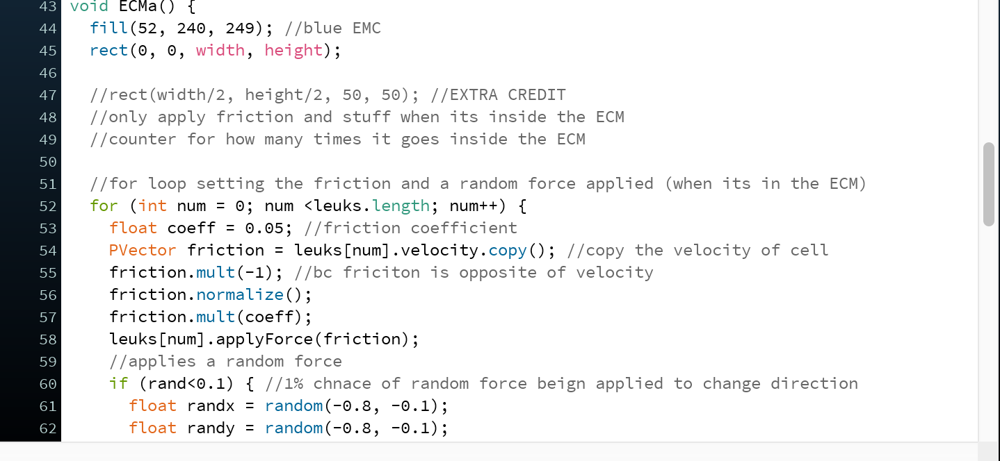 43 void ECMa() {
44 fill(52, 240, 249); //blue EMC
45 rect(0, 0, width, height);
46
47 //rect(width/2, height/2, 50, 50); //EXTRA CREDIT
48 //only apply friction and stuff when its inside the ECM
49 //counter for how many times it goes inside the ECM
50
51 //for loop setting the friction and a random force applied (when its in the ECM)
52 for (int num = 0; num <leuks.length; num++) {
53 float coeff = 0.05; //friction coefficient
54 PVector friction = leuks[num].velocity.copy(); //copy the velocity of cell
55 friction.mult(-1); //bc friciton is opposite of velocity
56 friction.normalize();
57 friction.mult(coeff);
58 leuks[num].applyForce(friction);
59 //applies a random force
60 if (rand<0.1) { //1% chnace of random force beign applied to change direction
61 float randx = random(-0.8, -0.1);
62 float randy = random(-0.8, -0.1);